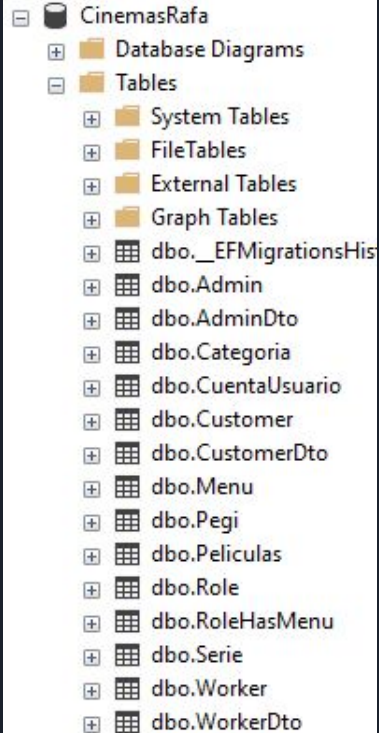 CinemasRafa
Database Diagrams
Tables
System Tables
FileTables
External Tables
Graph Tables
dbo.__EFMigrationsHis
dbo.Admin
dbo.AdminDto
dbo.Categoria
dbo.CuentaUsuario
dbo.Customer
dbo.CustomerDto
dbo.Menu
dbo.Pegi
dbo.Peliculas
dbo.Role
dbo.RoleHasMenu
dbo.Serie
dbo.Worker
dbo.WorkerDto